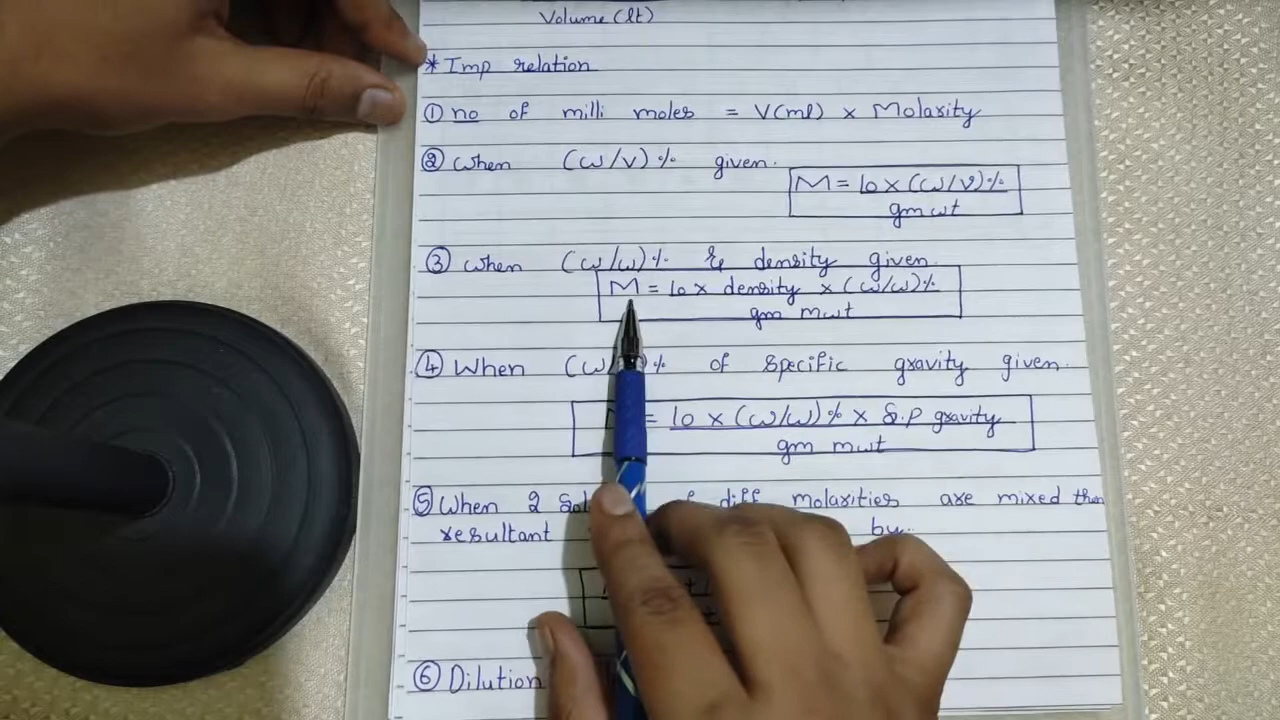 Volume (lt)
* Imp relation
① no of milli moles = V(ml) x Molarity
② When (w/v)% given.
M = 10 x (w/v)%
gm wt
③ When (w/w)% & density given.
M = 10 x density x (w/w)%
gm mwt
④ When % of specific gravity given.
= 10 x (w/w)% x S.P gravity
gm mwt
⑤ When 2 diff molarities are mixed then
resultant by.
⑥ Dilution